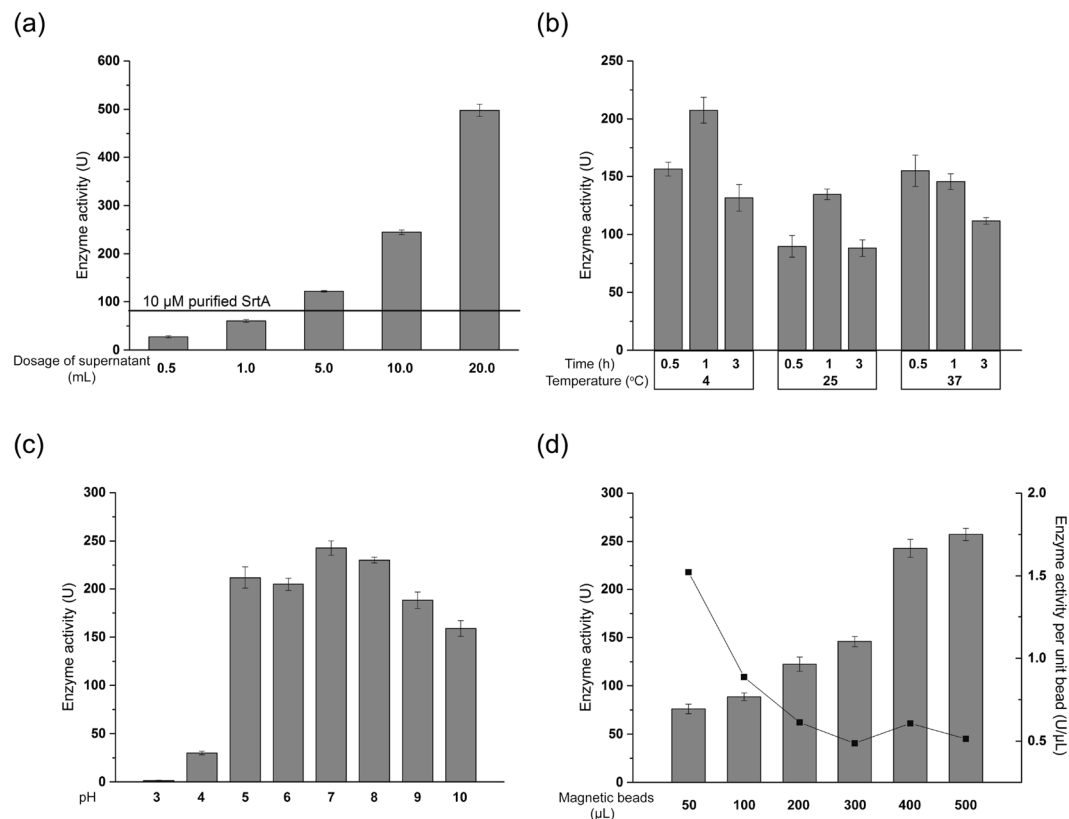 (a)
Enzyme activity (U)
600
500
400
300
200
100
0
10 µM purified SrtA
Dosage of supernatant
(mL)
0.5 1.0 5.0 10.0 20.0
(b)
Enzyme activity (U)
250
200
150
100
50
0
Time (h) 0.5 1 3 0.5 1 3 0.5 1 3
Temperature (°C) 4 25 37
(c)
Enzyme activity (U)
300
250
200
150
100
50
0
pH 3 4 5 6 7 8 9 10
(d)
Enzyme activity (U)
300
250
200
150
100
50
0
2.0
1.5
1.0
0.5
Enzyme activity per
unit bead (U/µL)
Magnetic beads
(µL)
50 100 200 300 400 500